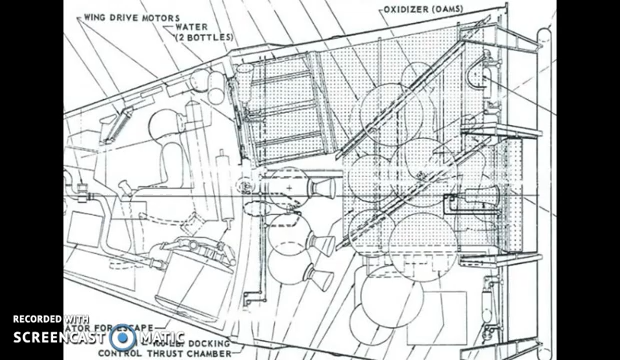 WING DRIVE MOTORS
WATER
(2 BOTTLES)
OXIDIZER (OAMS)
ATOR FOR ESCAPE
DOCKING
CONTROL THRUST CHAMBER
RECORDED WITH
SCREENCAST MATIC